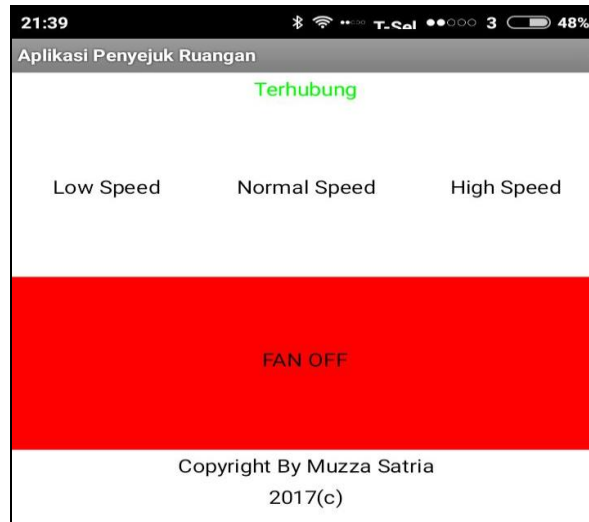 21:39 T-Sel 3 48%
Aplikasi Penyejuk Ruangan
Terhubung
Low Speed Normal Speed High Speed
FAN OFF
Copyright By Muzza Satria
2017(c)